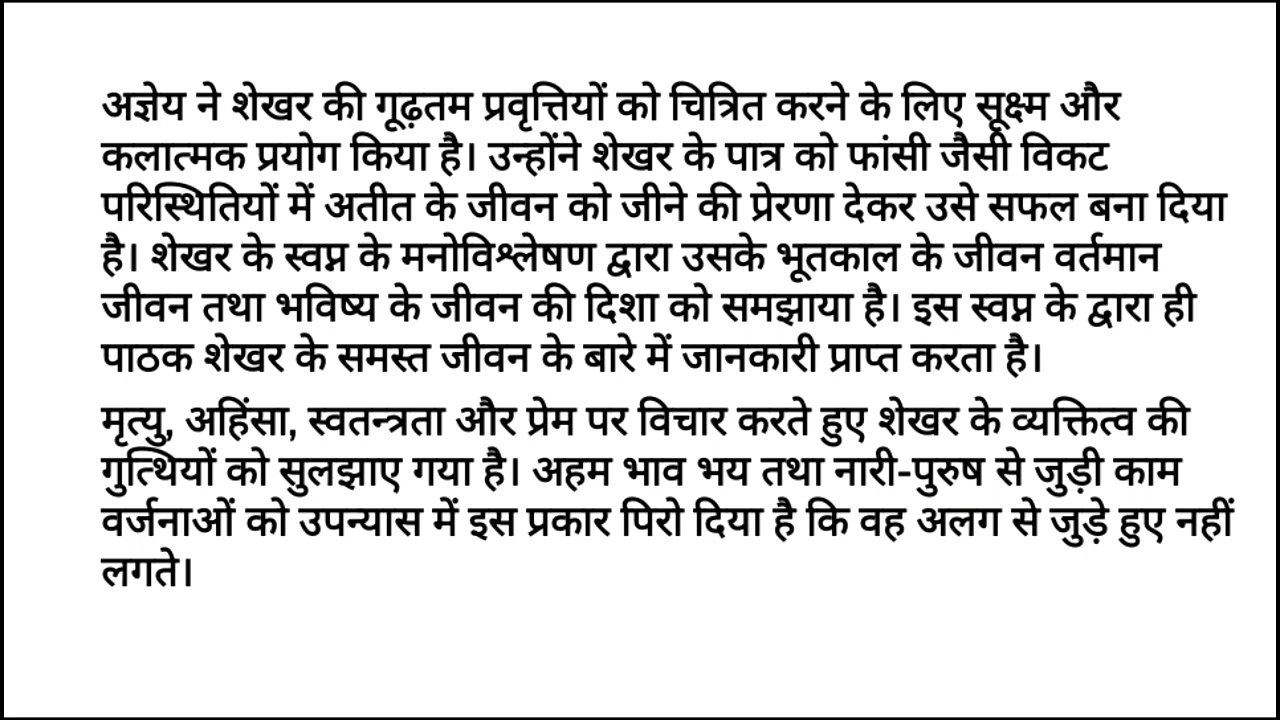 अज्ञेय ने शेखर की गूढ़तम प्रवृत्तियों को चित्रित करने के लिए सूक्ष्म और
कलात्मक प्रयोग किया है। उन्होंने शेखर के पात्र को फांसी जैसी विकट
परिस्थितियों में अतीत के जीवन को जीने की प्रेरणा देकर उसे सफल बना दिया
है। शेखर के स्वप्न के मनोविश्लेषण द्वारा उसके भूतकाल के जीवन वर्तमान
जीवन तथा भविष्य के जीवन की दिशा को समझाया है। इस स्वप्न के द्वारा ही
पाठक शेखर के समस्त जीवन के बारे में जानकारी प्राप्त करता है।
मृत्यु, अहिंसा, स्वतन्त्रता और प्रेम पर विचार करते हुए शेखर के व्यक्तित्व की
गुत्थियों को सुलझाए गया है। अहम भाव भय तथा नारी-पुरुष से जुड़ी काम
वर्जनाओं को उपन्यास में इस प्रकार पिरो दिया है कि वह अलग से जुड़े हुए नहीं
लगते।